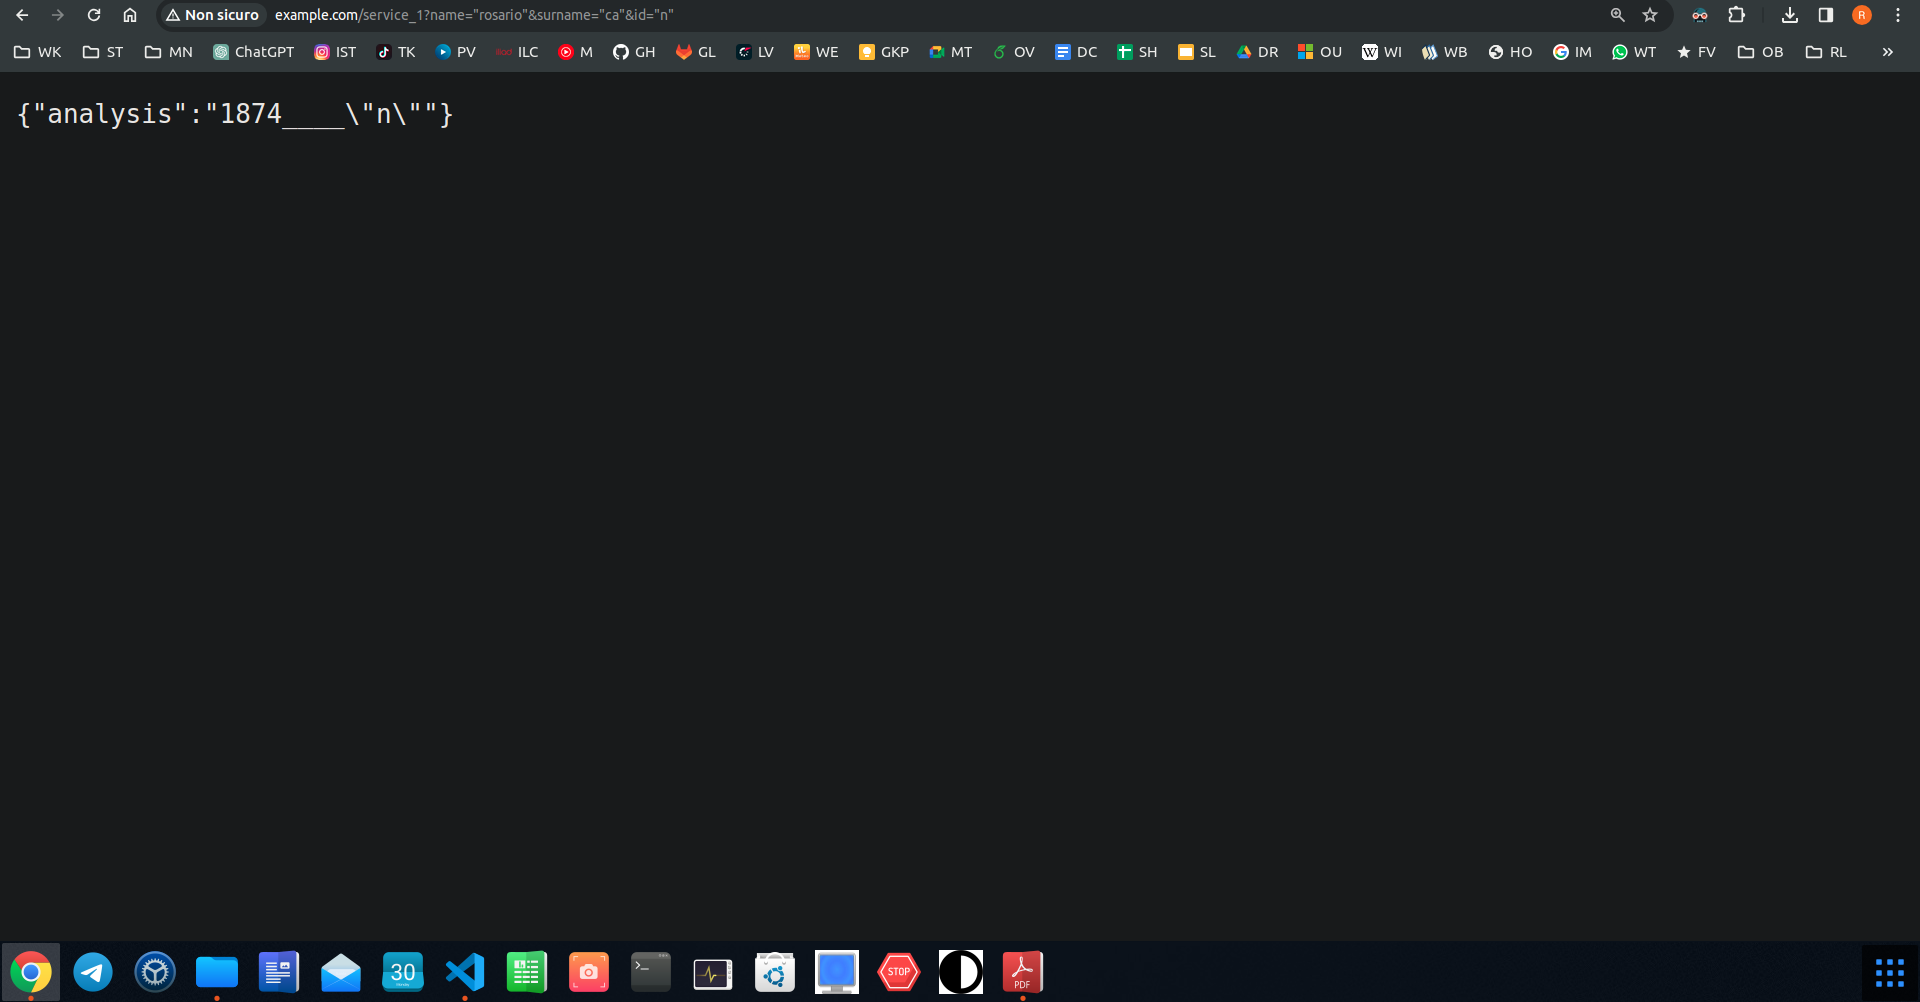 Non sicuro example.com/service_1?name="rosario"&surname="ca"&id="n" R
WK ST MN ChatGPT IST TK PV iliad ILC M GH GL LV WE GKP MT OV DC SH SL DR OU W WI WB HO IM WT FV OB RL »
{"analysis":"1874____\"n\""}
30 >_ STOP PDF